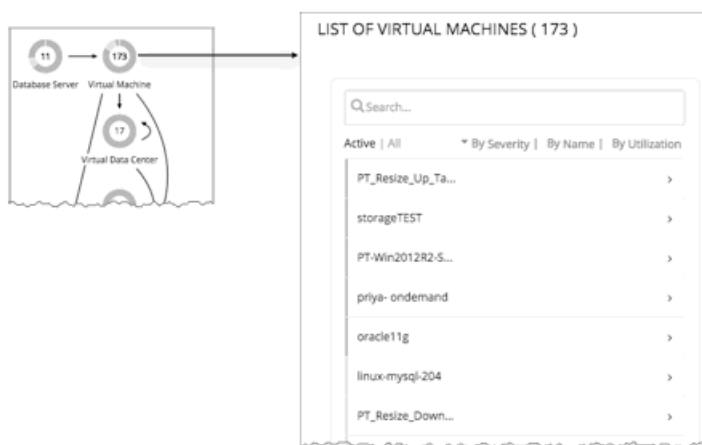 11
173
Database Server Virtual Machine
17
Virtual Data Center
LIST OF VIRTUAL MACHINES ( 173 )
Search...
Active | All By Severity | By Name | By Utilization
PT_Resize_Up_Ta...
storageTEST
PT-Win2012R2-S...
priya- ondemand
oracle11g
linux-mysql-204
PT_Resize_Down...